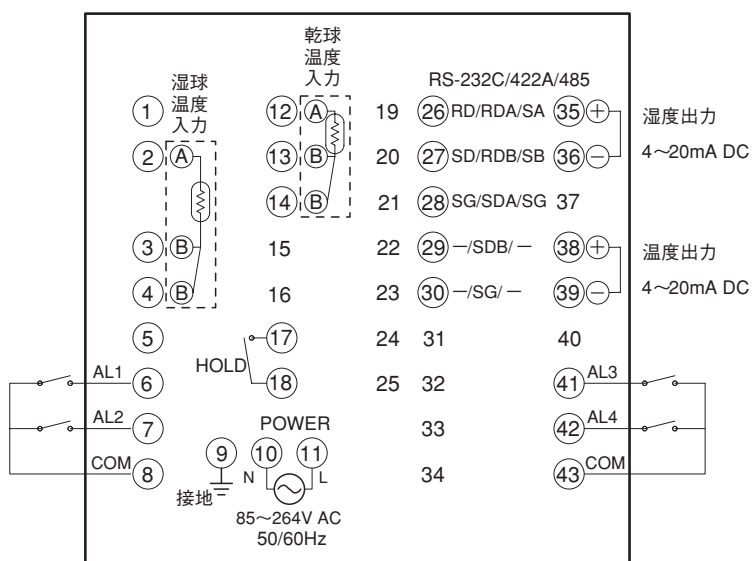 乾球
温度
入力
湿球
温度
入力
RS-232C/422A/485
1 12 A 19 26 RD/RDA/SA 35 + 湿度出力
2 A 13 B 20 27 SD/RDB/SB 36 − 4～20mA DC
14 B 21 28 SG/SDA/SG 37
3 B 15 22 29 −/SDB/− 38 + 温度出力
4 B 16 23 30 −/SG/− 39 − 4～20mA DC
5 17 24 31 40
HOLD
AL1 6 18 25 32 41 AL3
AL2 7 POWER 33 42 AL4
COM 8 9 10 11 34 43 COM
接地 N L
85～264V AC
50/60Hz